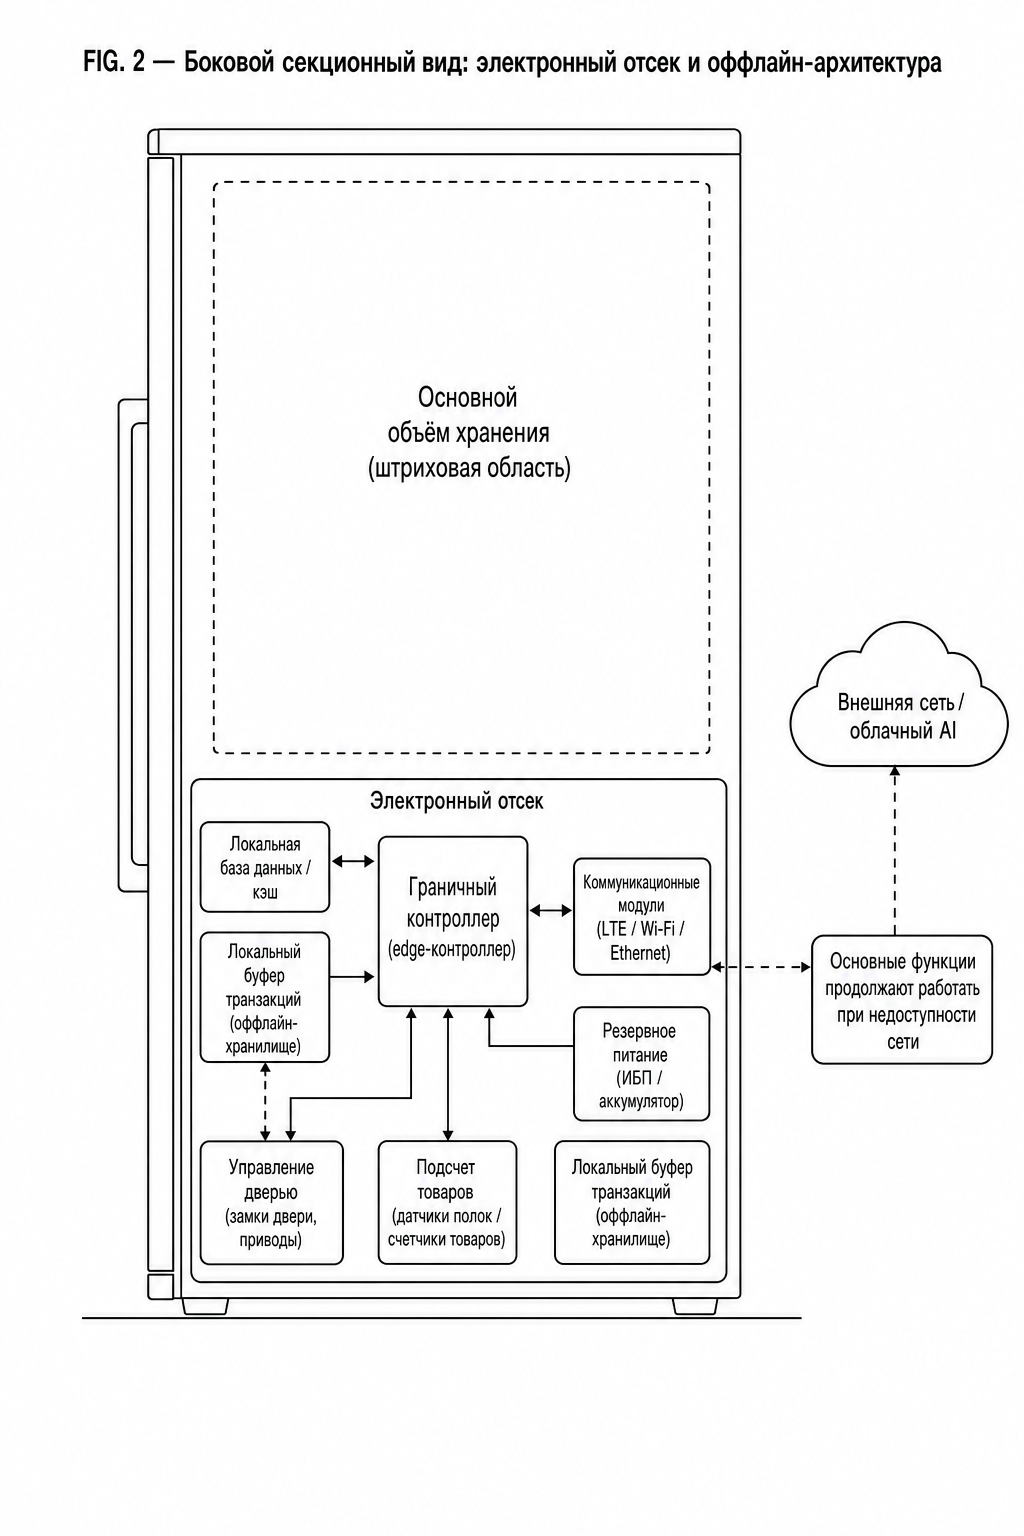 FIG. 2 — Боковой секционный вид: электронный отсек и оффлайн-архитектура
Основной
объём хранения
(штриховая область)
Внешняя сеть /
облачный AI
Электронный отсек
Локальная
база данных /
кэш
Граничный
контроллер
(edge-контроллер)
Коммуникационные
модули
(LTE / Wi-Fi /
Ethernet)
Локальный
буфер
транзакций
(оффлайн-
хранилище)
Основные функции
продолжают работать
при недоступности
сети
Резервное
питание
(ИБП /
аккумулятор)
Управление
дверью
(замки двери,
приводы)
Подсчет
товаров
(датчики полок /
счетчики товаров)
Локальный буфер
транзакций
(оффлайн-
хранилище)